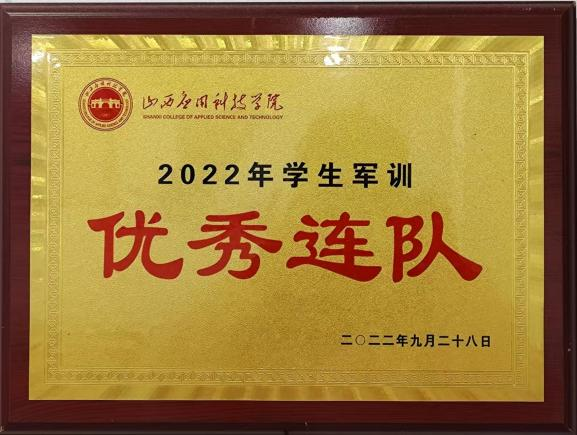 山西应用科技学院
SHANXI COLLEGE OF APPLIED SCIENCE AND TECHNOLOGY
2022年学生军训
优秀连队
二〇二二年九月二十八日